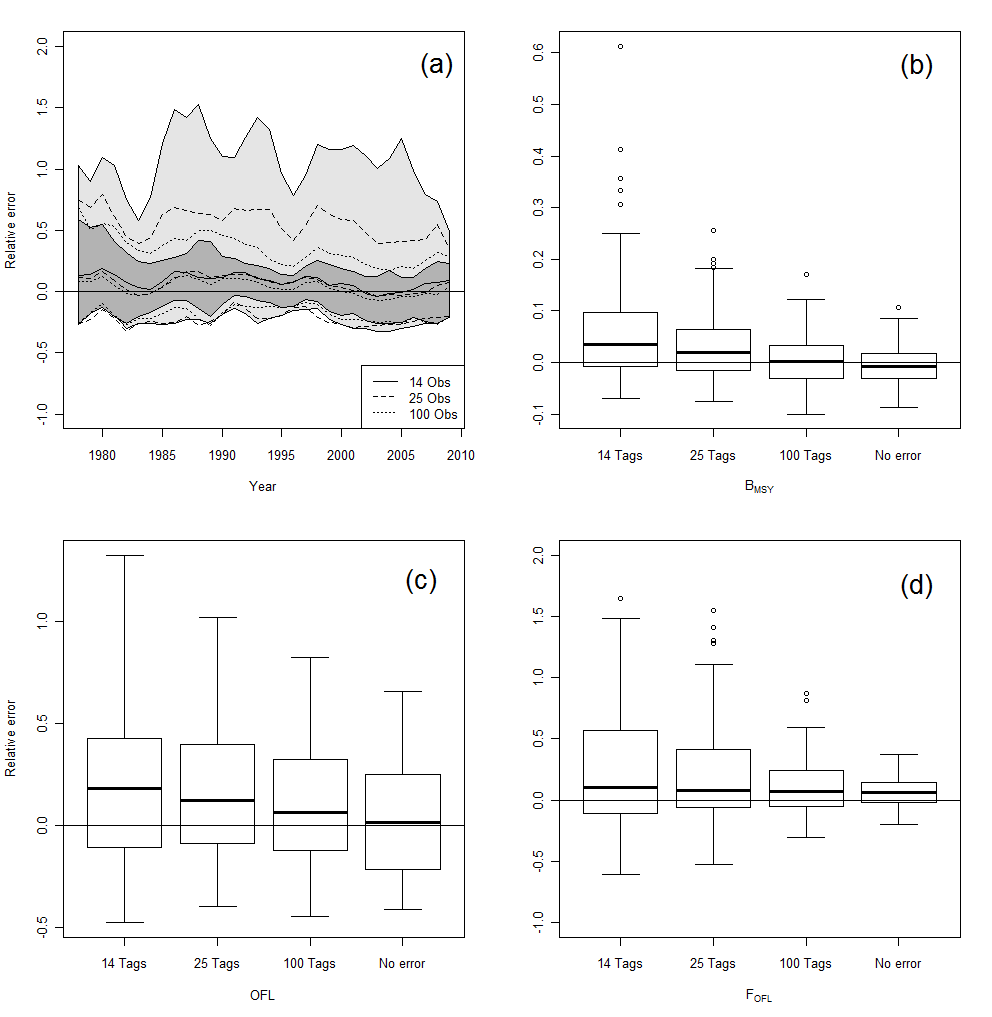 (a)
Relative error
2.0
1.5
1.0
0.5
0.0
-0.5
-1.0
14 Obs
25 Obs
100 Obs
1980 1985 1990 1995 2000 2005 2010
Year
(b)
0.6
0.5
0.4
0.3
0.2
0.1
0.0
-0.1
14 Tags 25 Tags 100 Tags No error
BMSY
(c)
Relative error
1.0
0.5
0.0
-0.5
14 Tags 25 Tags 100 Tags No error
OFL
(d)
2.0
1.5
1.0
0.5
0.0
-0.5
-1.0
14 Tags 25 Tags 100 Tags No error
FOFL